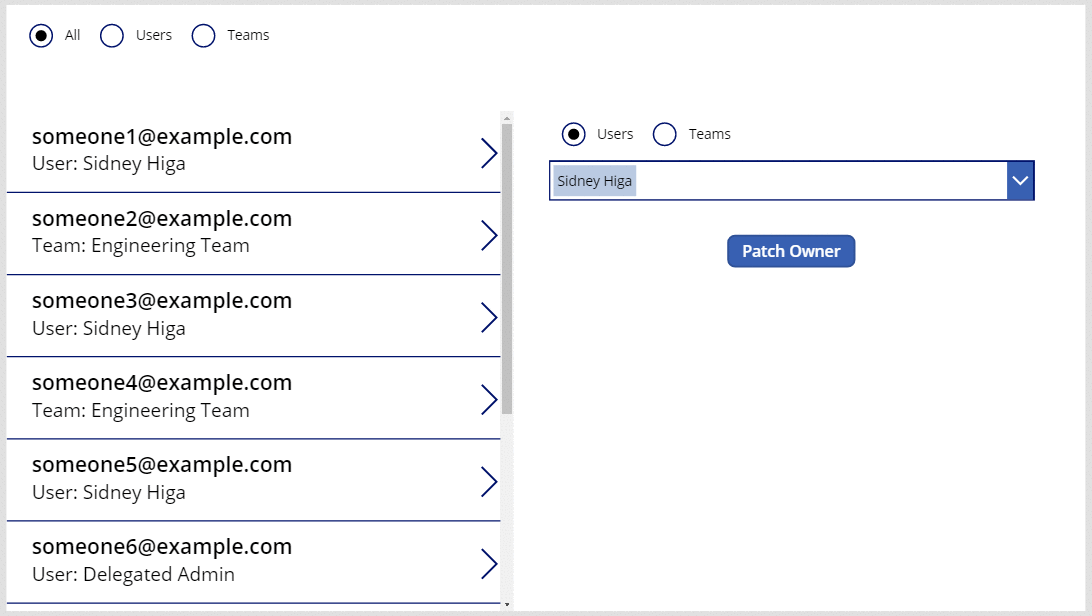 All Users Teams
someone1@example.com
User: Sidney Higa
someone2@example.com
Team: Engineering Team
someone3@example.com
User: Sidney Higa
someone4@example.com
Team: Engineering Team
someone5@example.com
User: Sidney Higa
someone6@example.com
User: Delegated Admin
Users Teams
Sidney Higa
Patch Owner